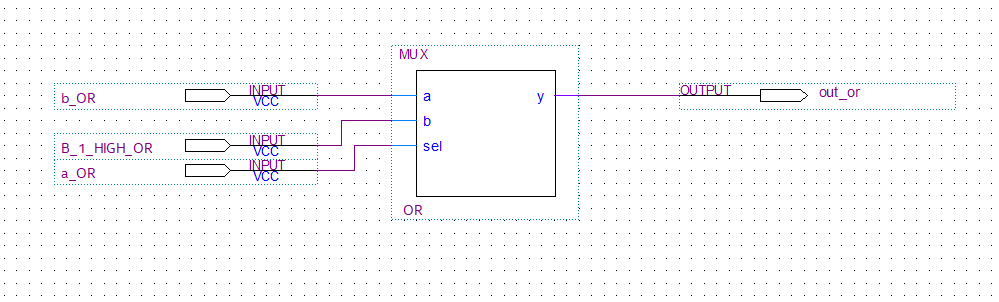 MUX
b_OR
INPUT
VCC
a
y
OUTPUT
out_or
b
B_1_HIGH_OR
INPUT
VCC
sel
a_OR
INPUT
VCC
OR